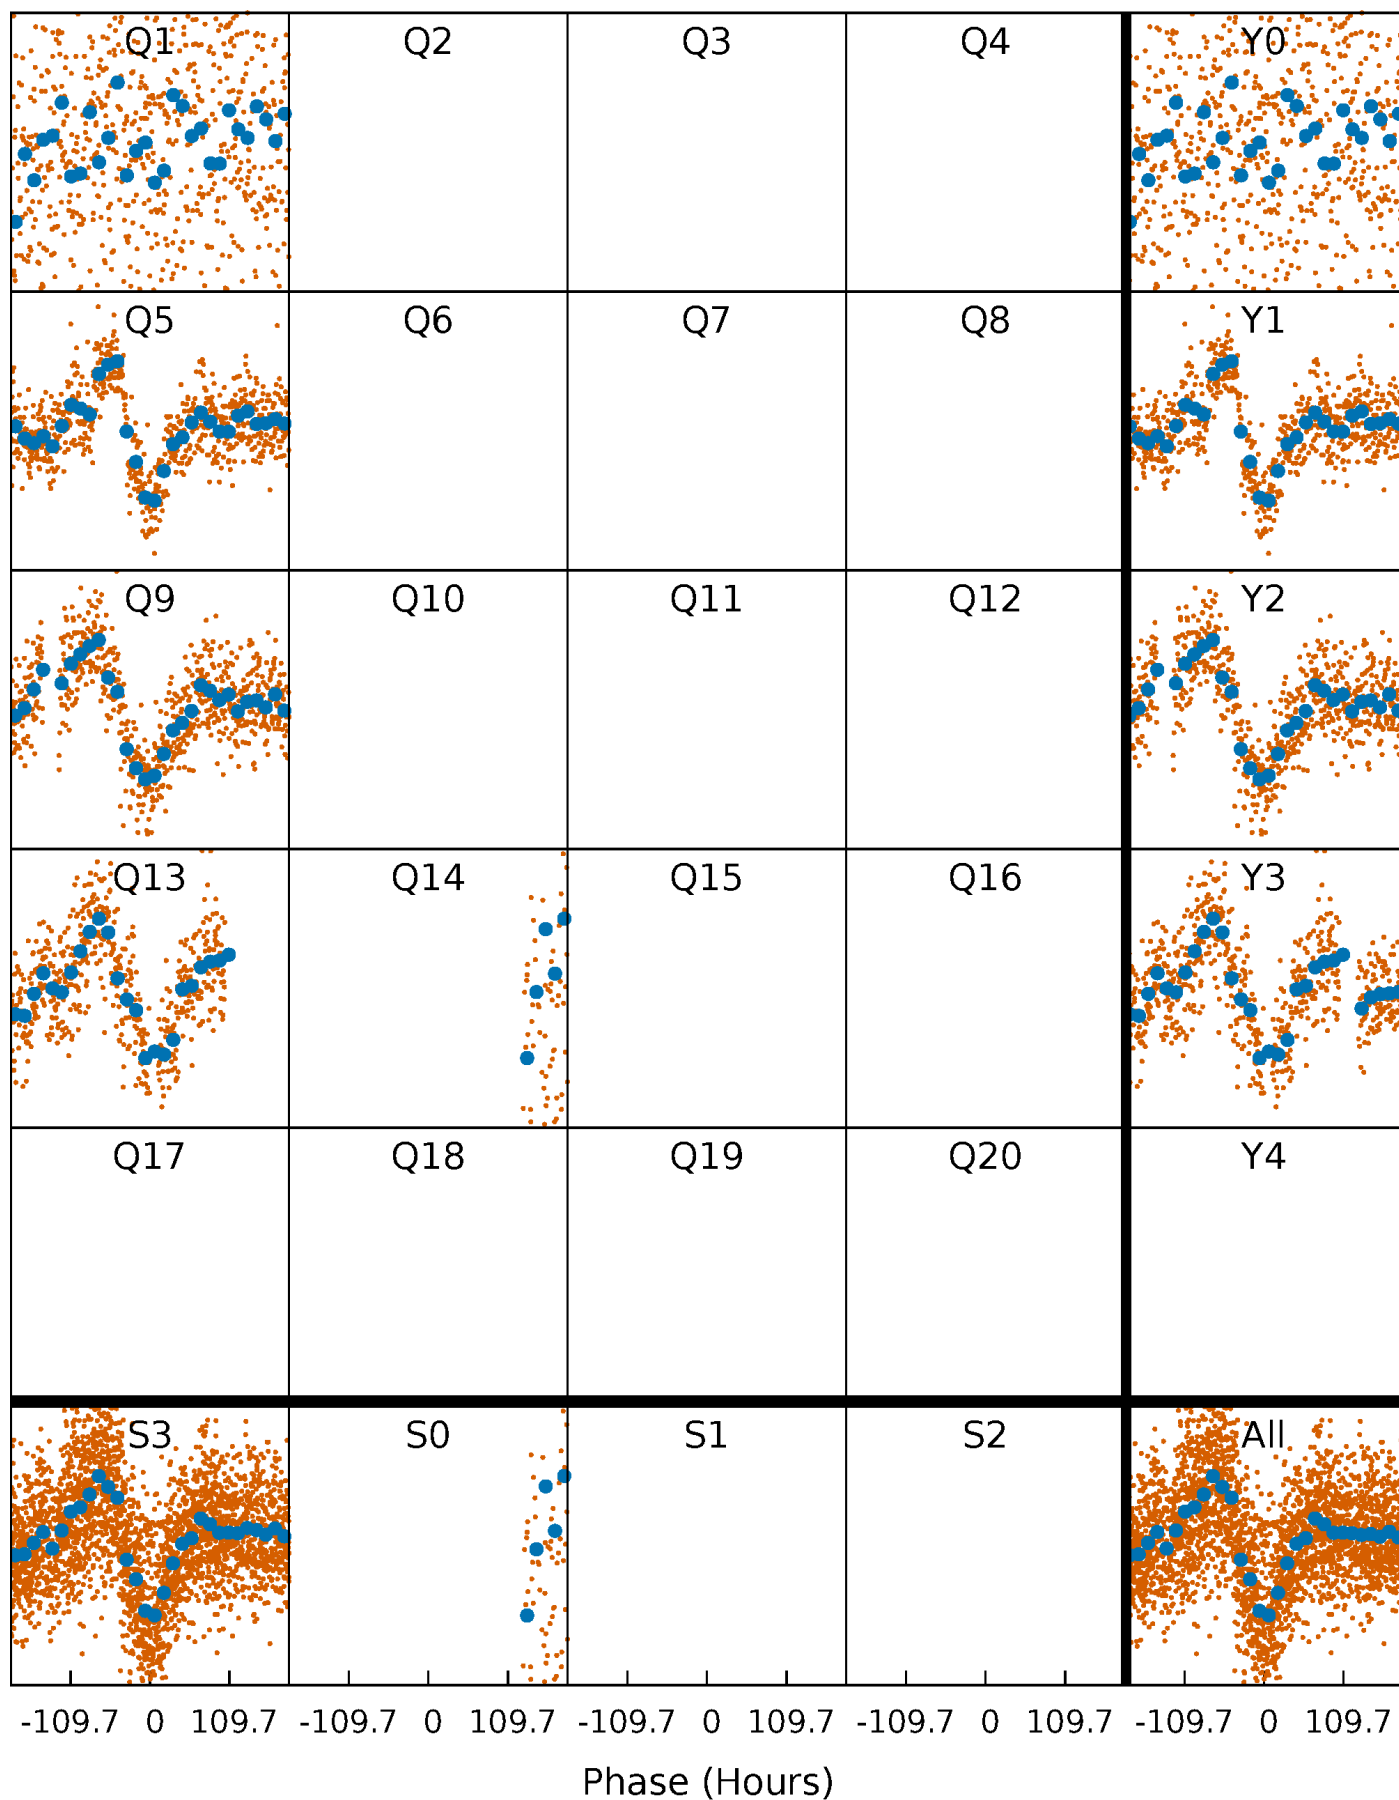 Q1 Q2 Q3 Q4 Y0
Q5 Q6 Q7 Q8 Y1
Q9 Q10 Q11 Q12 Y2
Q13 Q14 Q15 Q16 Y3
Q17 Q18 Q19 Q20 Y4
S3 S0 S1 S2 All
-109.7 0 109.7 -109.7 0 109.7 -109.7 0 109.7 -109.7 0 109.7 -109.7 0 109.7
Phase (Hours)